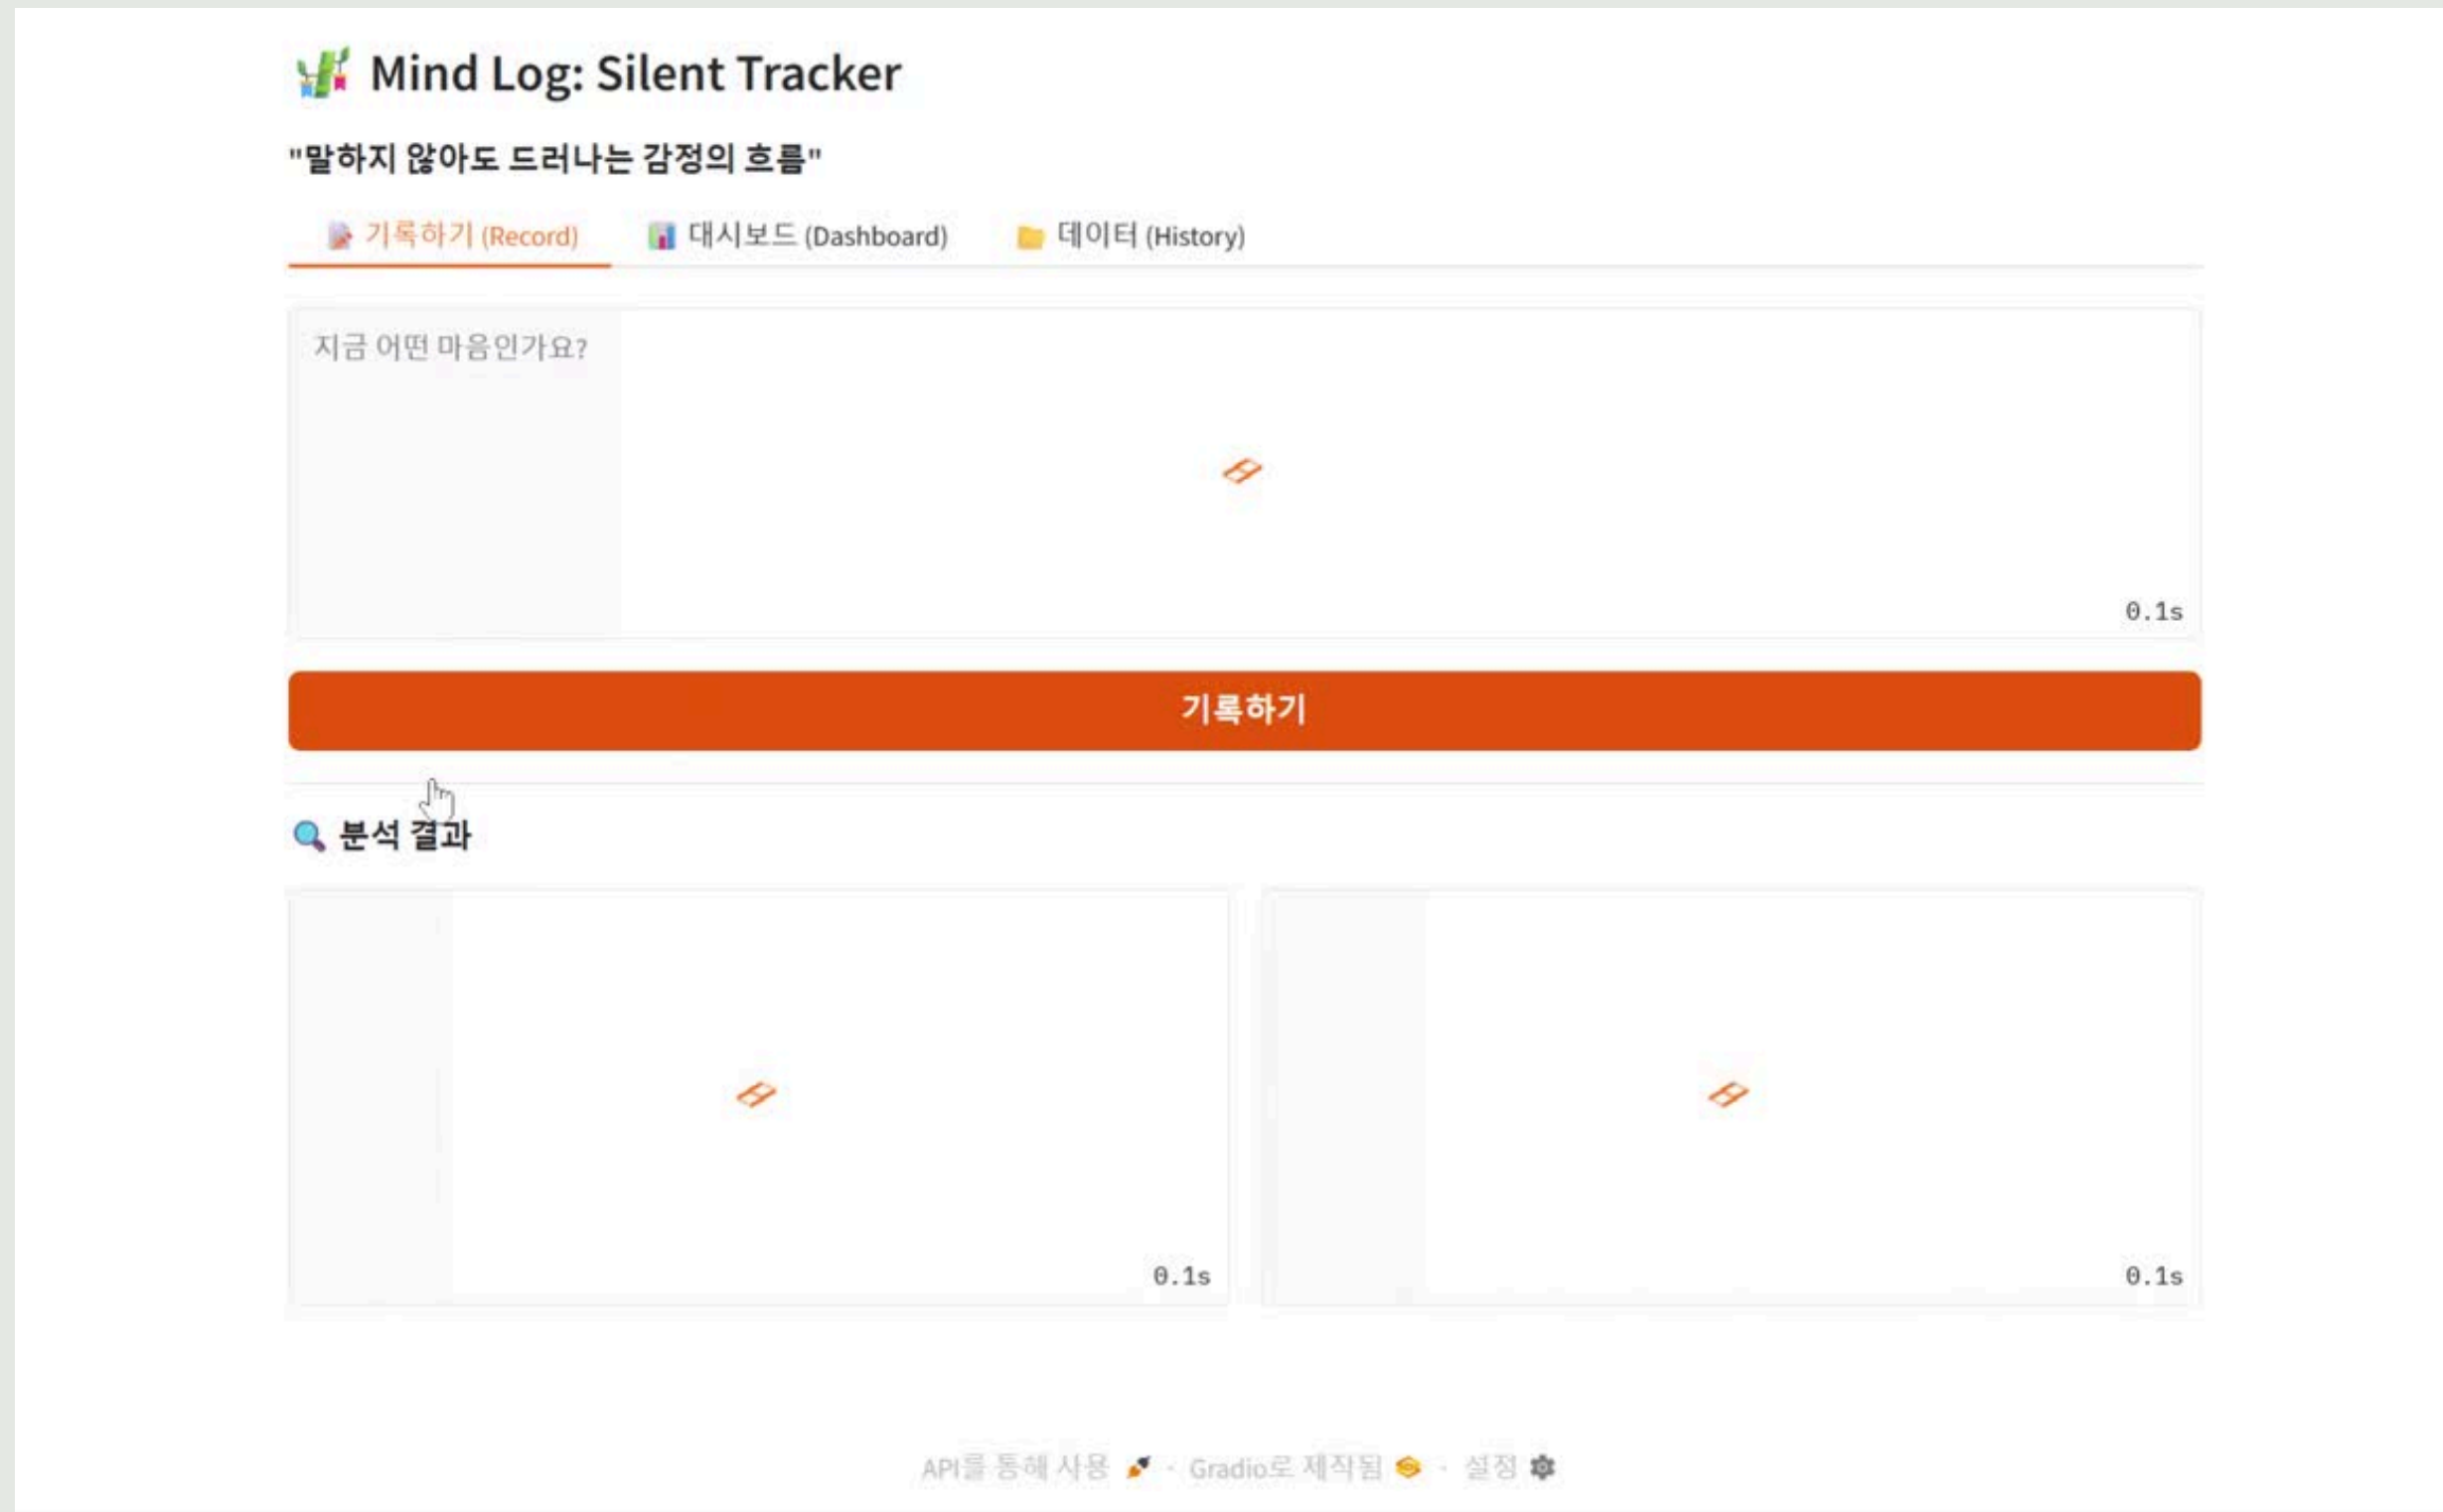 Mind Log: Silent Tracker
"말하지 않아도 드러나는 감정의 흐름"
기록하기 (Record) 대시보드 (Dashboard) 데이터 (History)
지금 어떤 마음인가요?
0.1s
기록하기
분석 결과
0.1s 0.1s
API를 통해 사용 · Gradio로 제작됨 · 설정